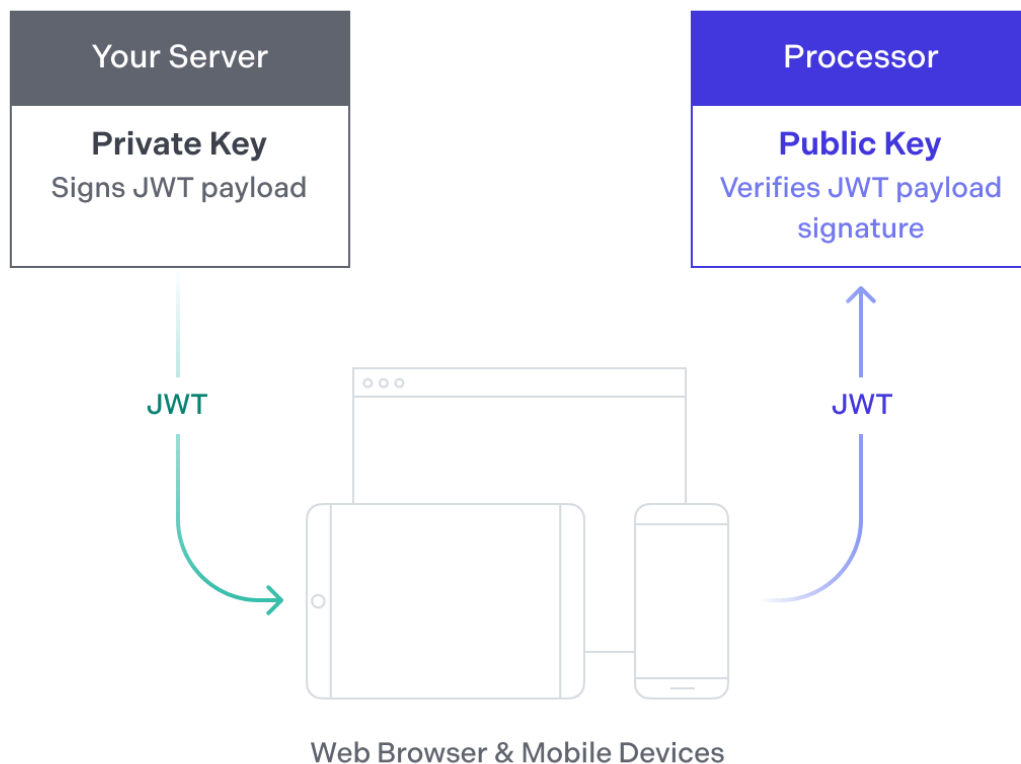 Your Server
Private Key
Signs JWT payload
Processor
Public Key
Verifies JWT payload
signature
JWT
JWT
Web Browser & Mobile Devices